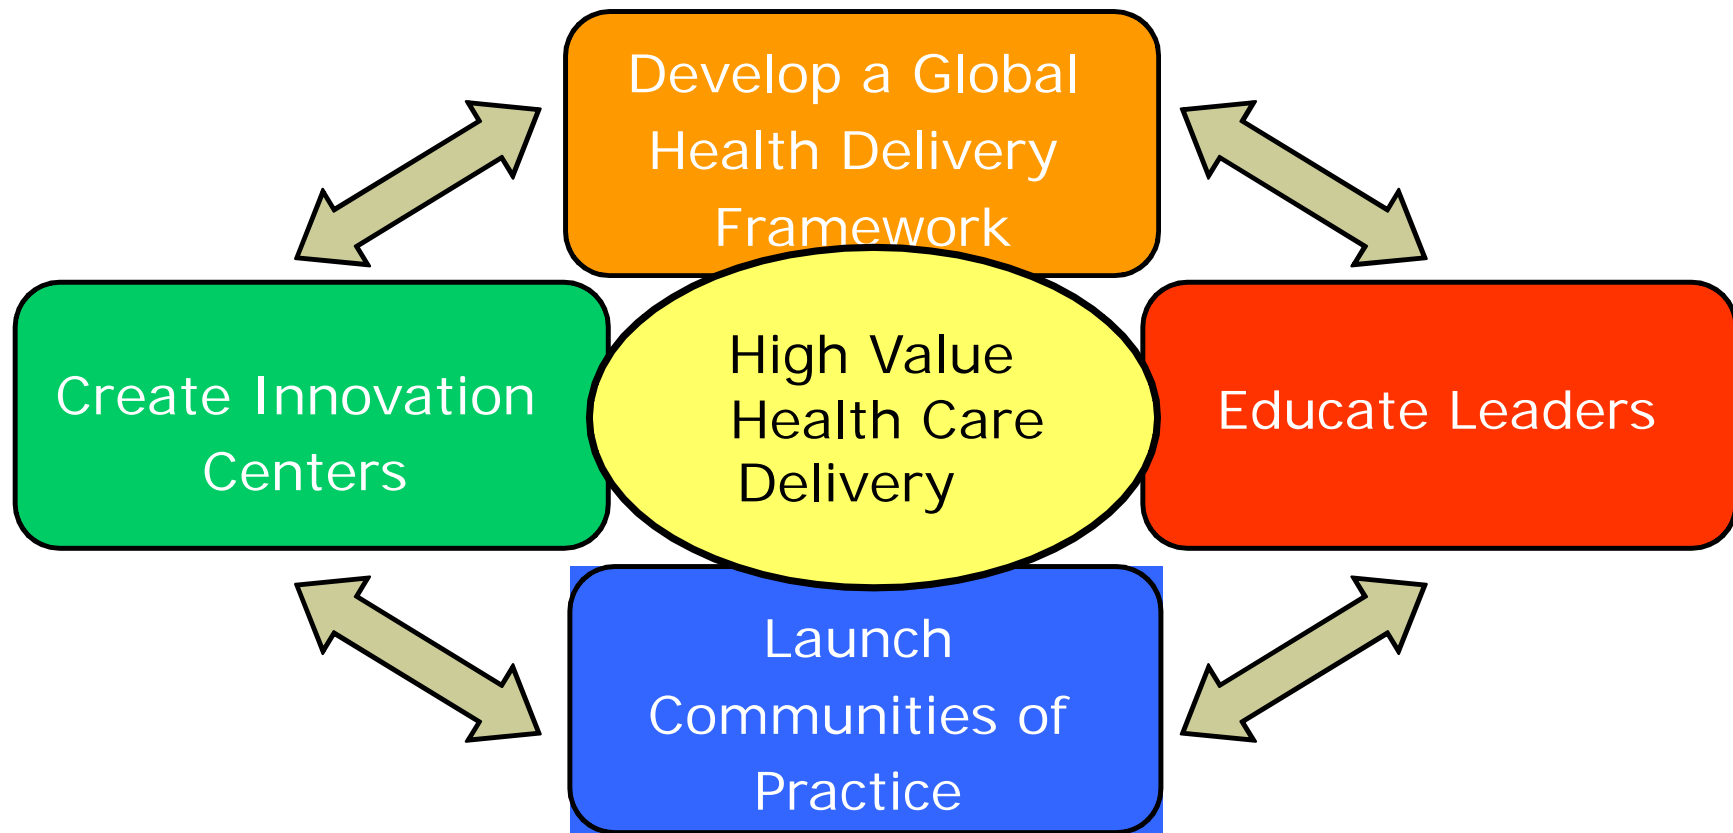 Develop a Global
Health Delivery
Framework
High Value
Health Care
Delivery
Create Innovation
Centers
Educate Leaders
Launch
Communities of
Practice